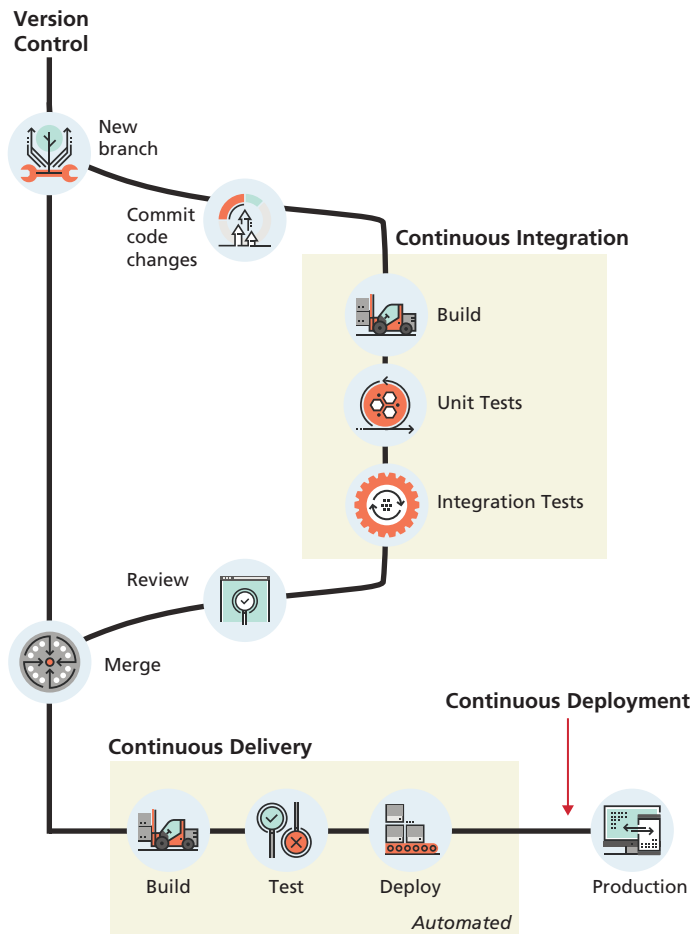 Version
Control
New
branch
Commit
code
changes
Continuous Integration
Build
Unit Tests
Integration Tests
Review
Merge
Continuous Deployment
Continuous Delivery
Build
Test
Deploy
Production
Automated